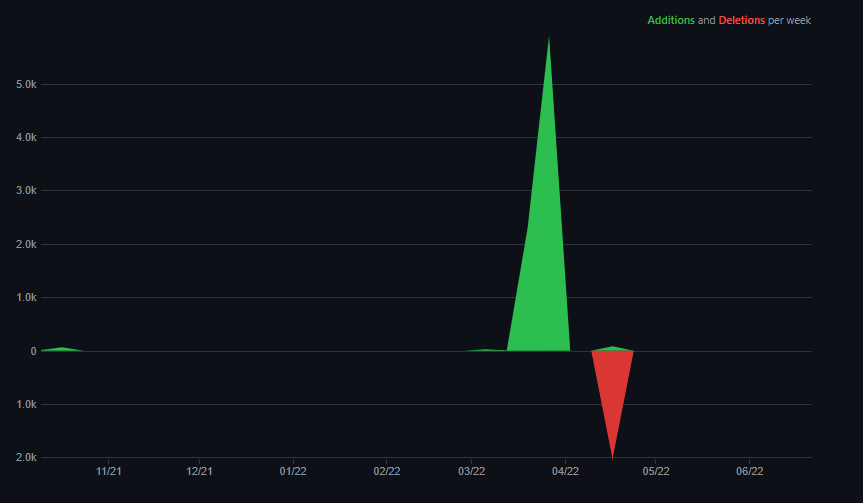 Additions and Deletions per week
5.0k
4.0k
3.0k
2.0k
1.0k
0
1.0k
2.0k
11/21 12/21 01/22 02/22 03/22 04/22 05/22 06/22